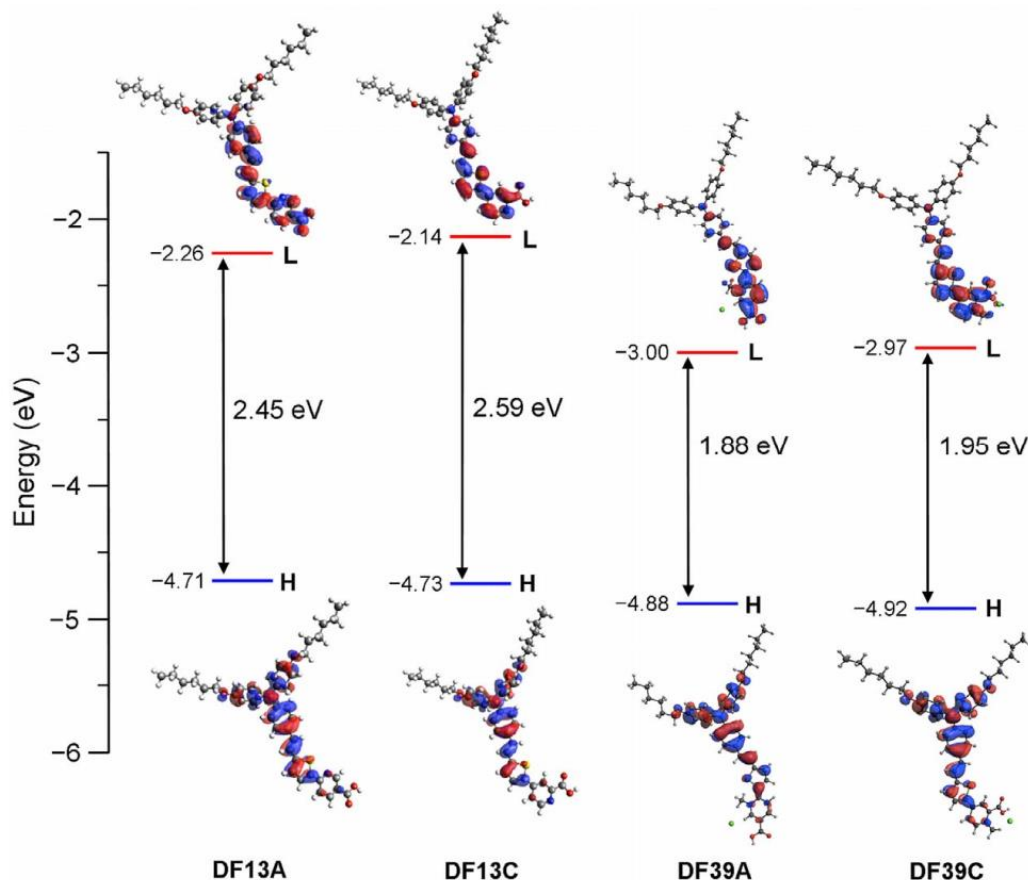 Energy (eV)
−2
−3
−4
−5
−6
−2.26
L
2.45 eV
−4.71
H
DF13A
−2.14
L
2.59 eV
−4.73
H
DF13C
−3.00
L
1.88 eV
−4.88
H
DF39A
−2.97
L
1.95 eV
−4.92
H
DF39C